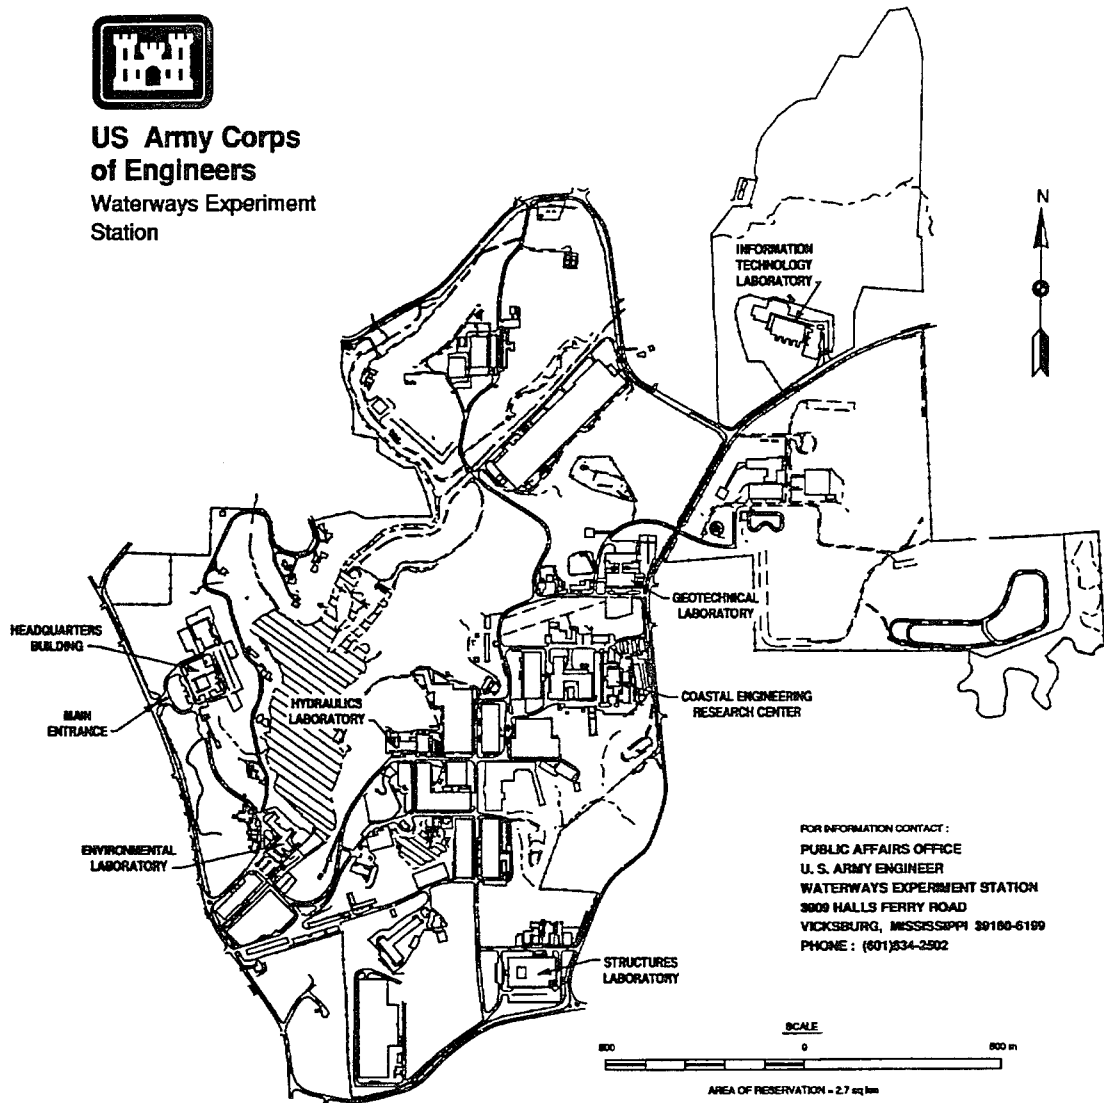 US Army Corps
of Engineers
Waterways Experiment
Station
N
INFORMATION
TECHNOLOGY
LABORATORY
GEOTECHNICAL
LABORATORY
HEADQUARTERS
BUILDING
MAIN
ENTRANCE
HYDRAULICS
LABORATORY
COASTAL ENGINEERING
RESEARCH CENTER
ENVIRONMENTAL
LABORATORY
STRUCTURES
LABORATORY
FOR INFORMATION CONTACT :
PUBLIC AFFAIRS OFFICE
U. S. ARMY ENGINEER
WATERWAYS EXPERIMENT STATION
3909 HALLS FERRY ROAD
VICKSBURG, MISSISSIPPI 39180-6199
PHONE : (601)634-2502
SCALE
800 0 800 m
AREA OF RESERVATION = 2.7 sq km